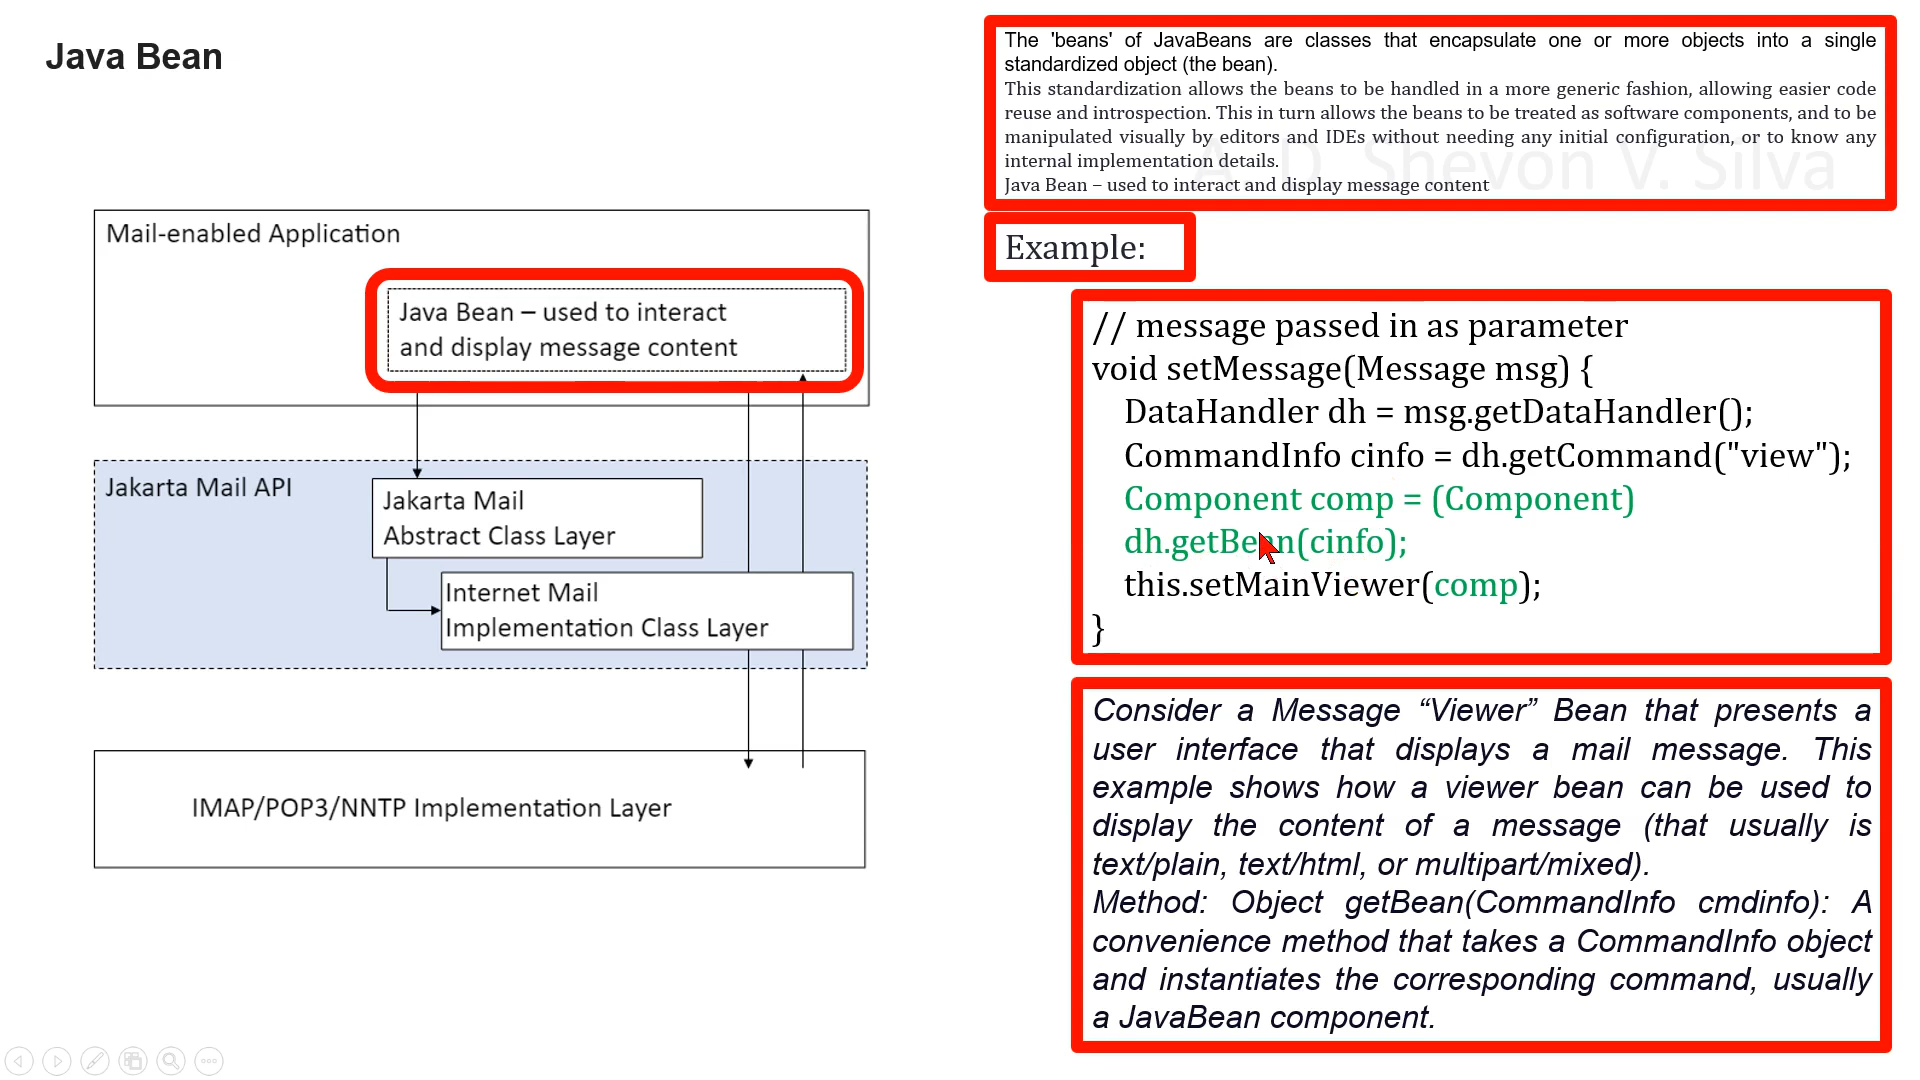 Java Bean
The 'beans' of JavaBeans are classes that encapsulate one or more objects into a single
standardized object (the bean).
This standardization allows the beans to be handled in a more generic fashion, allowing easier code
reuse and introspection. This in turn allows the beans to be treated as software components, and to be
manipulated visually by editors and IDEs without needing any initial configuration, or to know any
internal implementation details.
Java Bean – used to interact and display message content
A. D. Shevon V. Silva
Example:
// message passed in as parameter
void setMessage(Message msg) {
DataHandler dh = msg.getDataHandler();
CommandInfo cinfo = dh.getCommand("view");
Component comp = (Component)
dh.getBean(cinfo);
this.setMainViewer(comp);
}
Consider a Message “Viewer” Bean that presents a
user interface that displays a mail message. This
example shows how a viewer bean can be used to
display the content of a message (that usually is
text/plain, text/html, or multipart/mixed).
Method: Object getBean(CommandInfo cmdinfo): A
convenience method that takes a CommandInfo object
and instantiates the corresponding command, usually
a JavaBean component.
Mail-enabled Application
Java Bean – used to interact
and display message content
Jakarta Mail API
Jakarta Mail
Abstract Class Layer
Internet Mail
Implementation Class Layer
IMAP/POP3/NNTP Implementation Layer